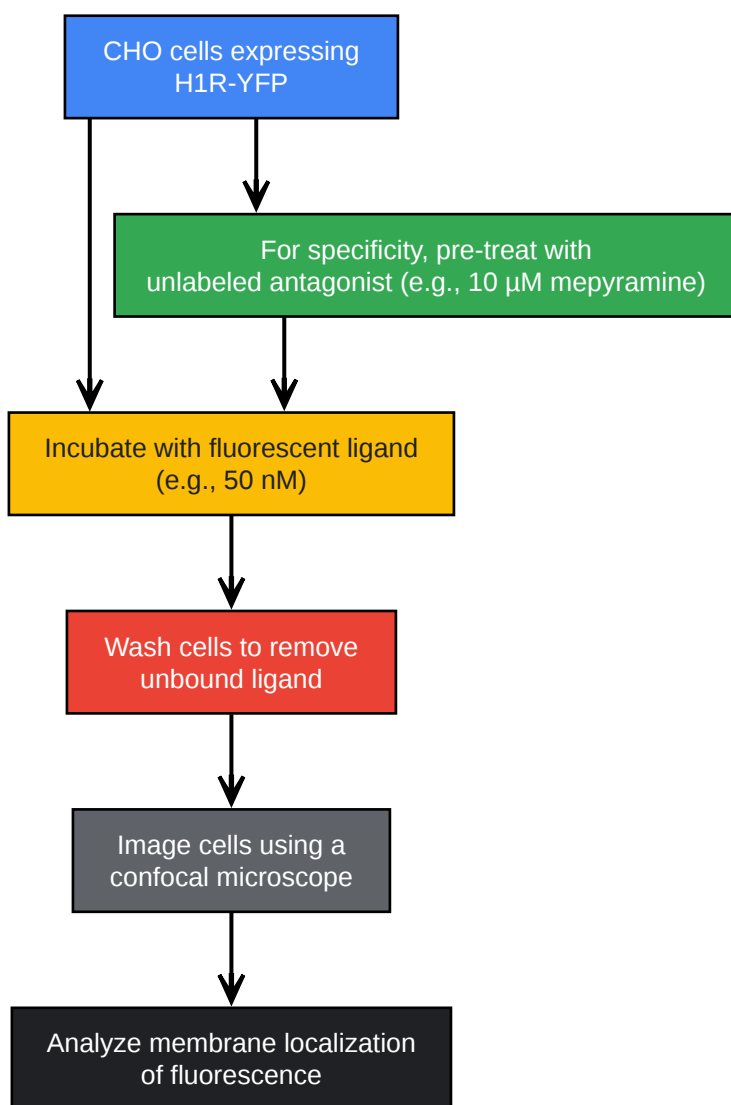 CHO cells expressing
H1R-YFP
For specificity, pre-treat with
unlabeled antagonist (e.g., 10 µM mepyramine)
Incubate with fluorescent ligand
(e.g., 50 nM)
Wash cells to remove
unbound ligand
Image cells using a
confocal microscope
Analyze membrane localization
of fluorescence